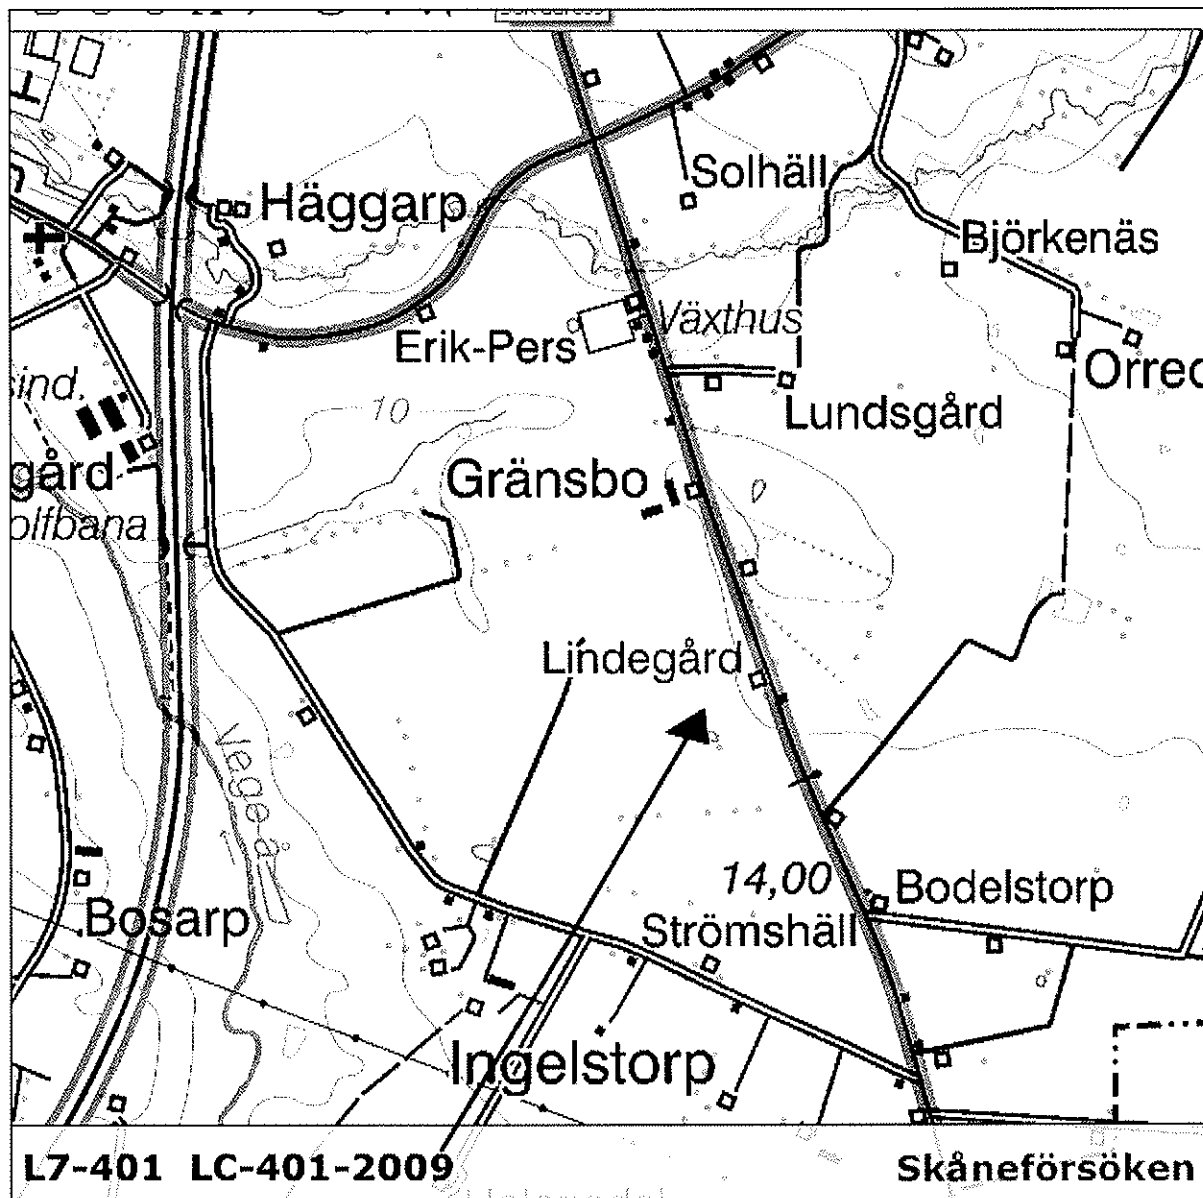 Solhäll
Häggarp
Björkenäs
Växthus
Erik-Pers
Orred
sind.
10
Lundsgård
gård
Gränsbo
olfbana
Lindegård
Vege å
14,00
Bodelstorp
Bosarp
Strömshäll
Ingelstorp
L7-401 LC-401-2009
Skåneförsöken